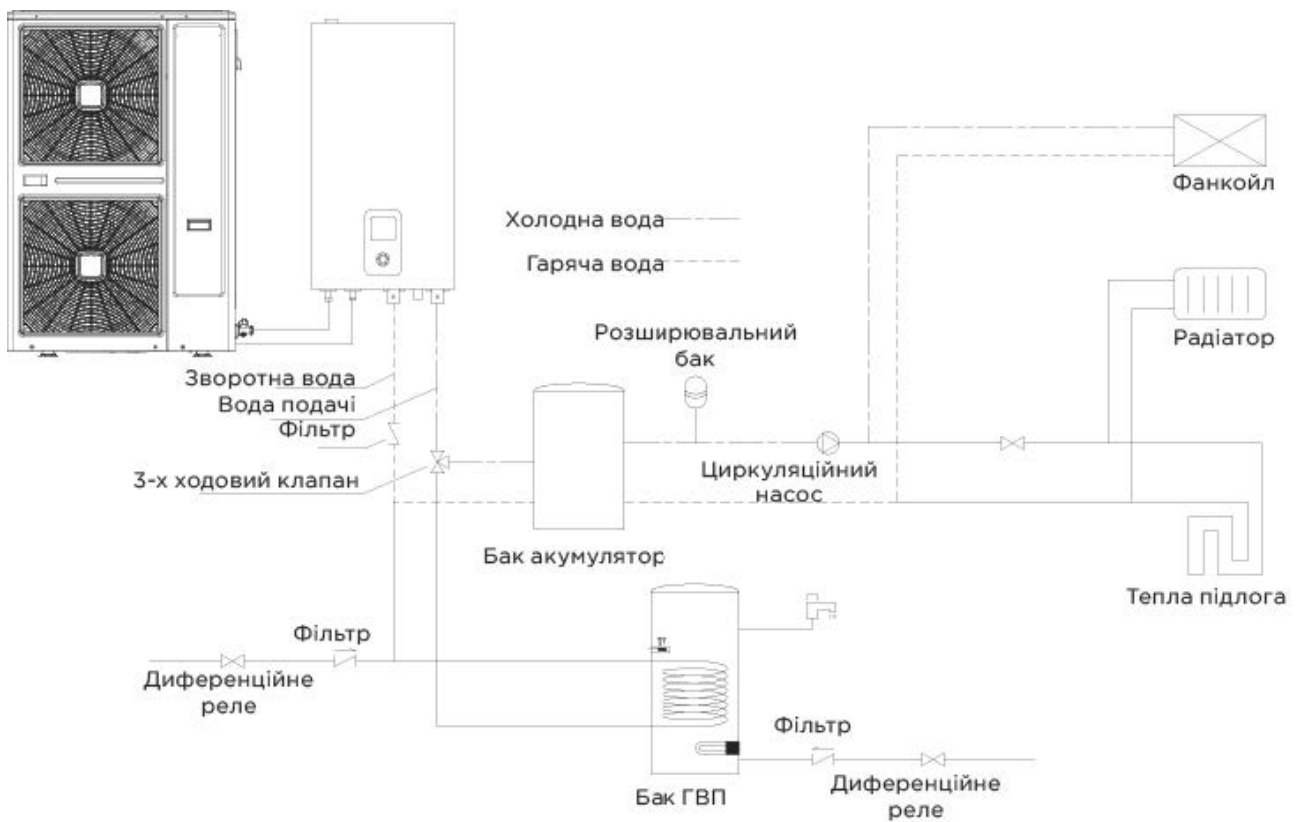 Фанкойл
Холодна вода
Гаряча вода
Розширювальний
бак
Радіатор
Зворотна вода
Вода подачі
Фільтр
3-х ходовий клапан
Циркуляційний
насос
Бак акумулятор
Тепла підлога
Фільтр
Диференційне
реле
TT
Фільтр
Бак ГВП
Диференційне
реле